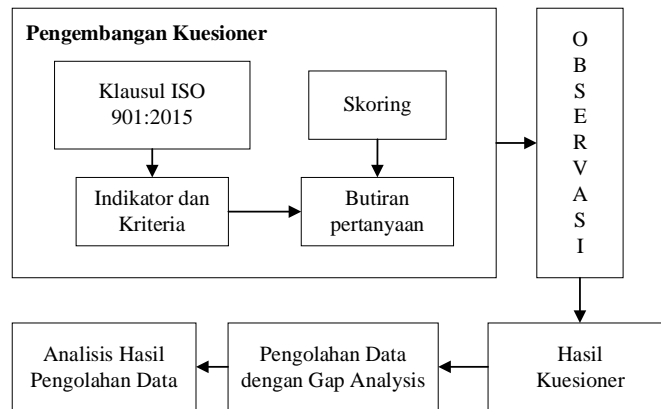 Pengembangan Kuesioner
Klausul ISO
901:2015
Skoring
Indikator dan
Kriteria
Butiran
pertanyaan
O
B
S
E
R
V
A
S
I
Analisis Hasil
Pengolahan Data
Pengolahan Data
dengan Gap Analysis
Hasil
Kuesioner